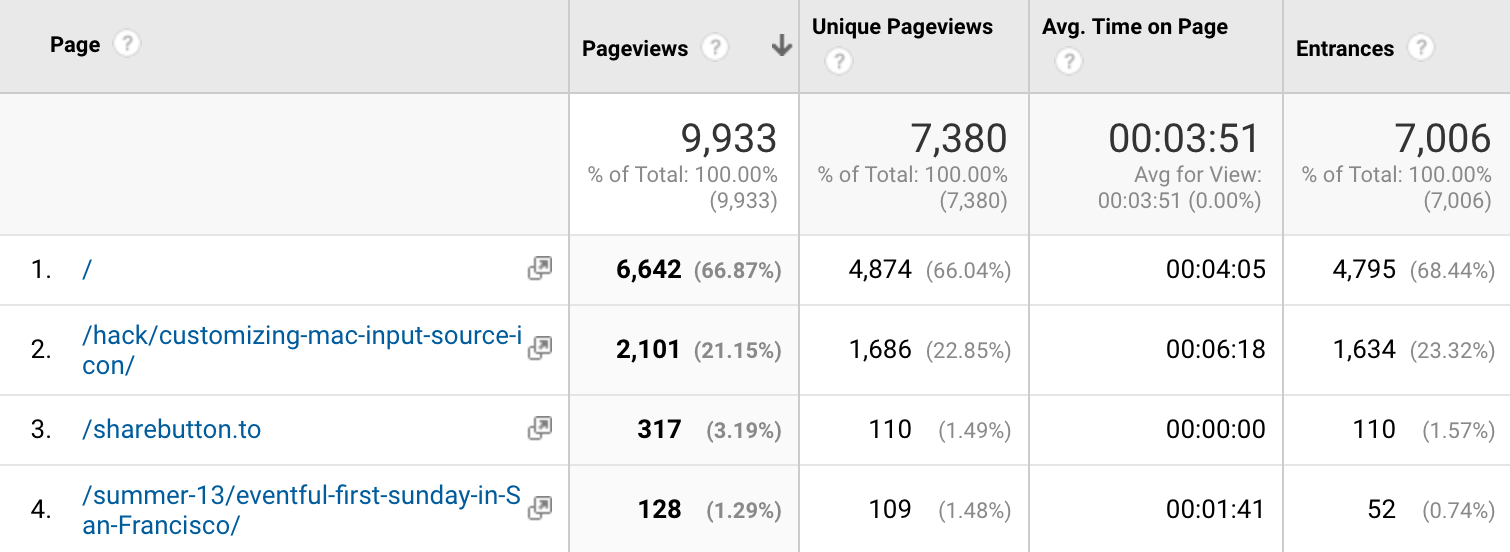 Page ? Pageviews ? Unique Pageviews ? Avg. Time on Page ? Entrances ?
9,933 7,380 00:03:51 7,006
% of Total: 100.00% % of Total: 100.00% Avg for View: % of Total: 100.00%
(9,933) (7,380) 00:03:51 (0.00%) (7,006)
1. / 6,642 (66.87%) 4,874 (66.04%) 00:04:05 4,795 (68.44%)
2. /hack/customizing-mac-input-source-i
con/ 2,101 (21.15%) 1,686 (22.85%) 00:06:18 1,634 (23.32%)
3. /sharebutton.to 317 (3.19%) 110 (1.49%) 00:00:00 110 (1.57%)
4. /summer-13/eventful-first-sunday-in-S
an-Francisco/ 128 (1.29%) 109 (1.48%) 00:01:41 52 (0.74%)